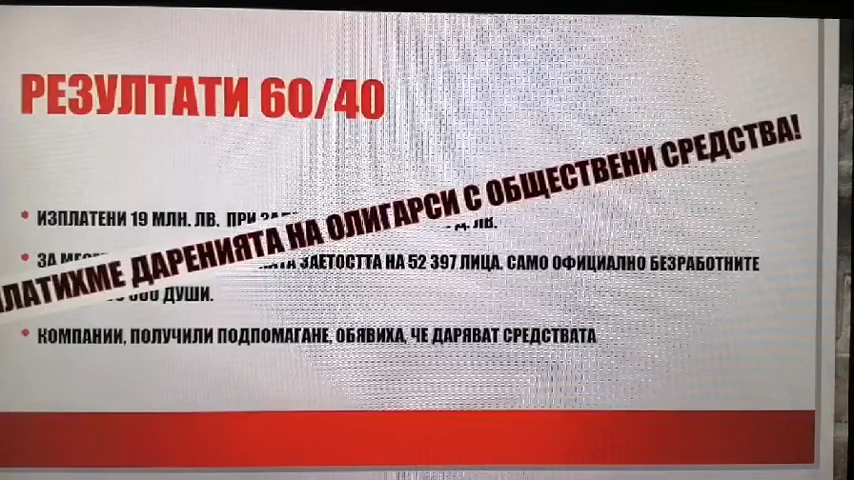 РЕЗУЛТАТИ 60/40
ИЗПЛАТЕНИ 19 МЛН. ЛВ. ПРИ
ДАРЕНИЯТА НА ОЛИГАРСИ С ОБЩЕСТВЕНИ СРЕДСТВА!
ЗА ЗАЕТОСТТА НА 52 397 ЛИЦА. САМО ОФИЦИАЛНО БЕЗРАБОТНИТЕ
ДУШИ.
КОМПАНИИ, ПОЛУЧИЛИ ПОДПОМАГАНЕ, ОБЯВИХА, ЧЕ ДАРЯВАТ СРЕДСТВАТА